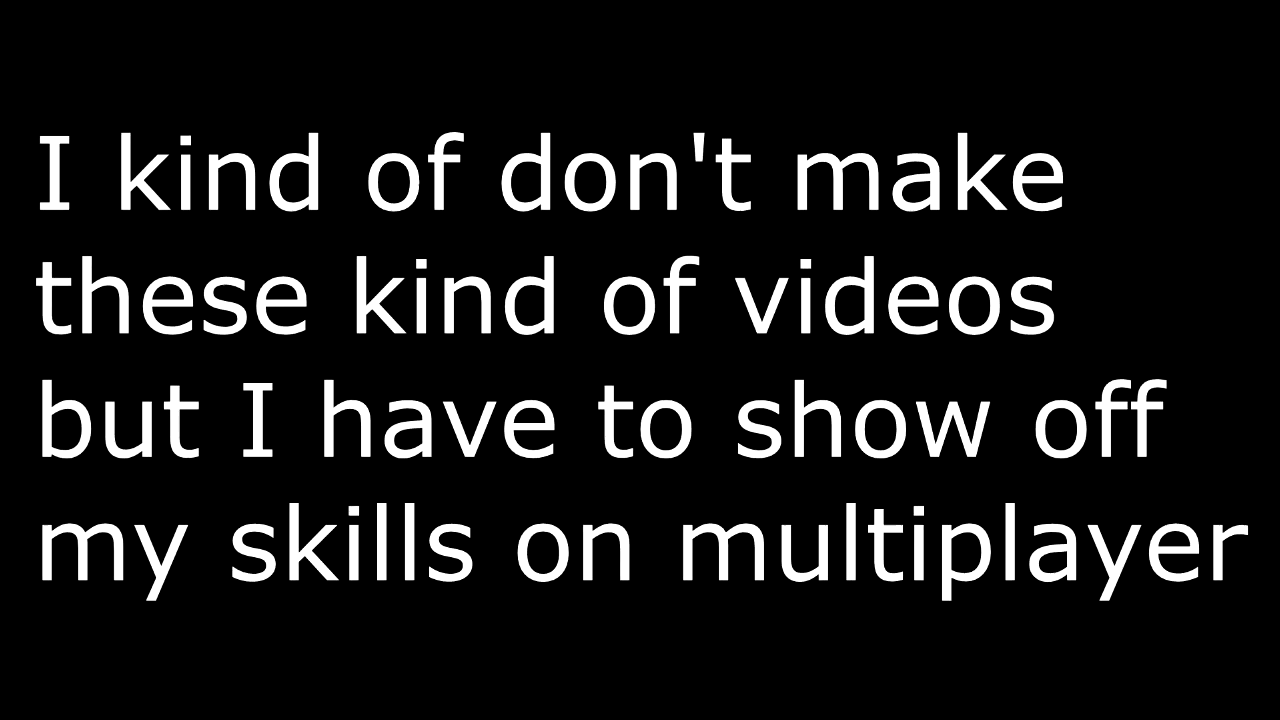 I kind of don't make
these kind of videos
but I have to show off
my skills on multiplayer